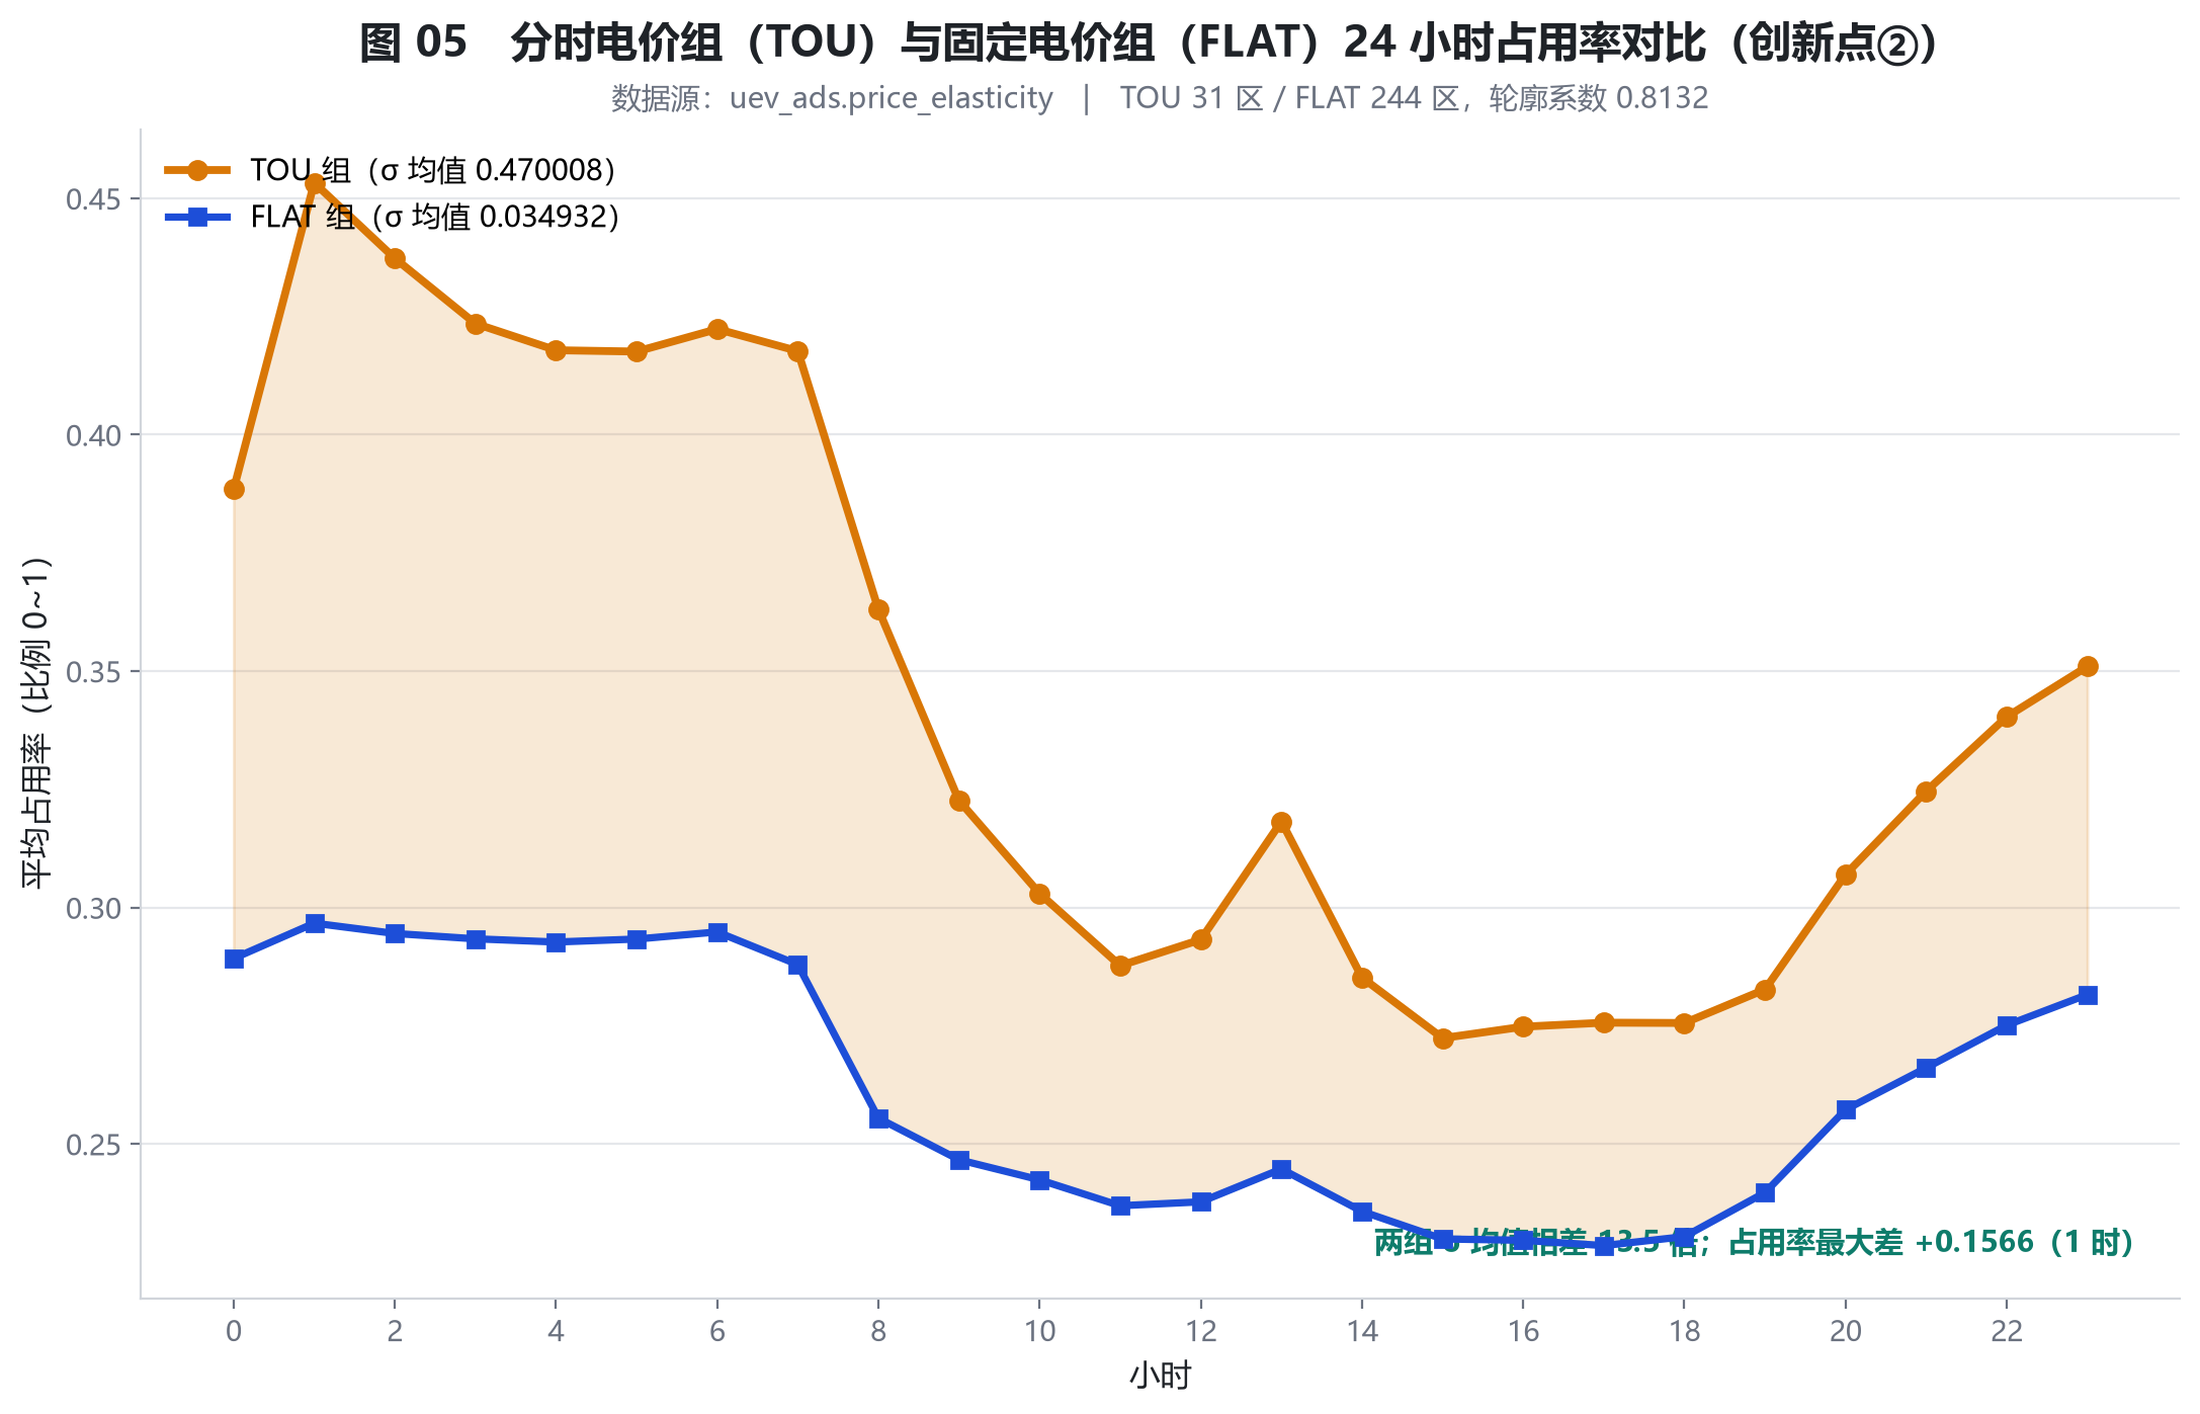 图 05　分时电价组（TOU）与固定电价组（FLAT）24 小时占用率对比（创新点②）
数据源：uev_ads.price_elasticity | TOU 31 区 / FLAT 244 区，轮廓系数 0.8132
TOU 组（σ 均值 0.470008）
FLAT 组（σ 均值 0.034932）
平均占用率（比例 0~1）
0.45
0.40
0.35
0.30
0.25
两组 σ 均值相差 13.5 倍；占用率最大差 +0.1566（1 时）
0 2 4 6 8 10 12 14 16 18 20 22
小时